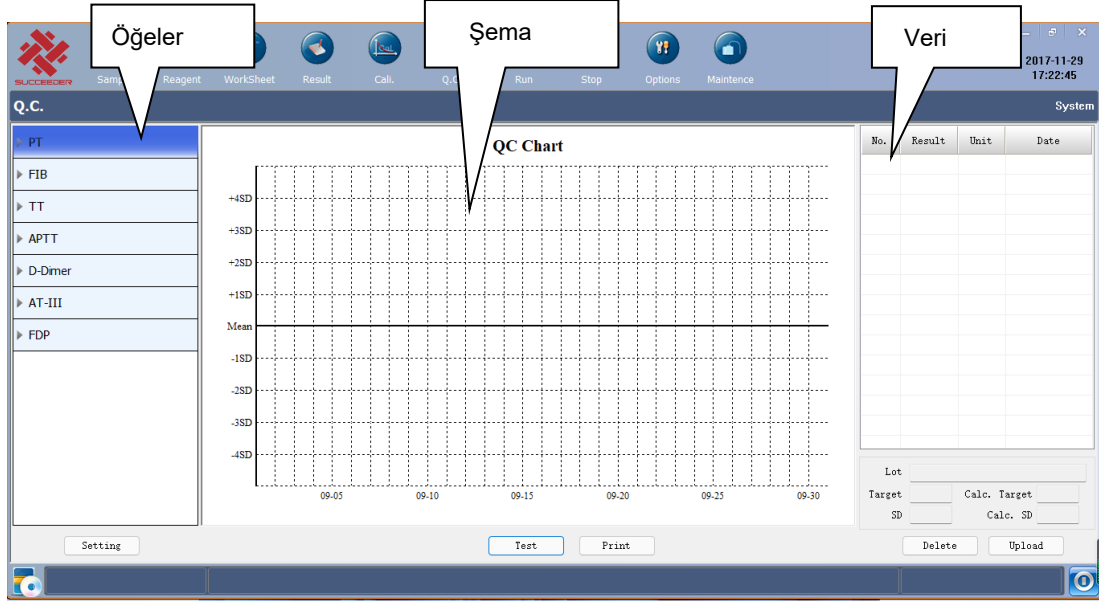 Öğeler
Şema
Veri
SUCCEEDER
Reagent WorkSheet Result Cali. Run Stop Options Maintence
2017-11-29
17:22:45
Q.C. System
PT
FIB
TT
APTT
D-Dimer
AT-III
FDP
QC Chart
+4SD
+3SD
+2SD
+1SD
Mean
-1SD
-2SD
-3SD
-4SD
09-05 09-10 09-15 09-20 09-25 09-30
No. Result Unit Date
Lot
Target Calc. Target
SD Calc. SD
Setting Test Print Delete Upload